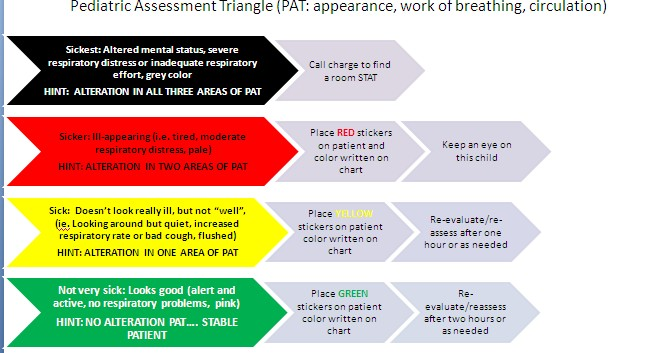 Pediatric Assessment Triangle (PAT: appearance, work of breathing, circulation)
Sickest: Altered mental status, severe
respiratory distress or inadequate respiratory
effort, grey color
HINT: ALTERATION IN ALL THREE AREAS OF PAT
Call charge to find
a room STAT
Sicker: Ill-appearing (i.e. tired, moderate
respiratory distress, pale)
HINT: ALTERATION IN TWO AREAS OF PAT
Place RED stickers
on patient and
color written on
chart
Keep an eye on
this child
Sick: Doesn't look really ill, but not "well",
(ie. Looking around but quiet, increased
respiratory rate or bad cough, flushed)
HINT: ALTERATION IN ONE AREA OF PAT
Place YELLOW
stickers on patient
color written on
chart
Re-evaluate/re-
assess after one
hour or as needed
Not very sick: Looks good (alert and
active, no respiratory problems, pink)
HINT: NO ALTERATION PAT.... STABLE
PATIENT
Place GREEN
stickers on patient
color written on
chart
Re-
evaluate/reassess
after two hours or
as needed